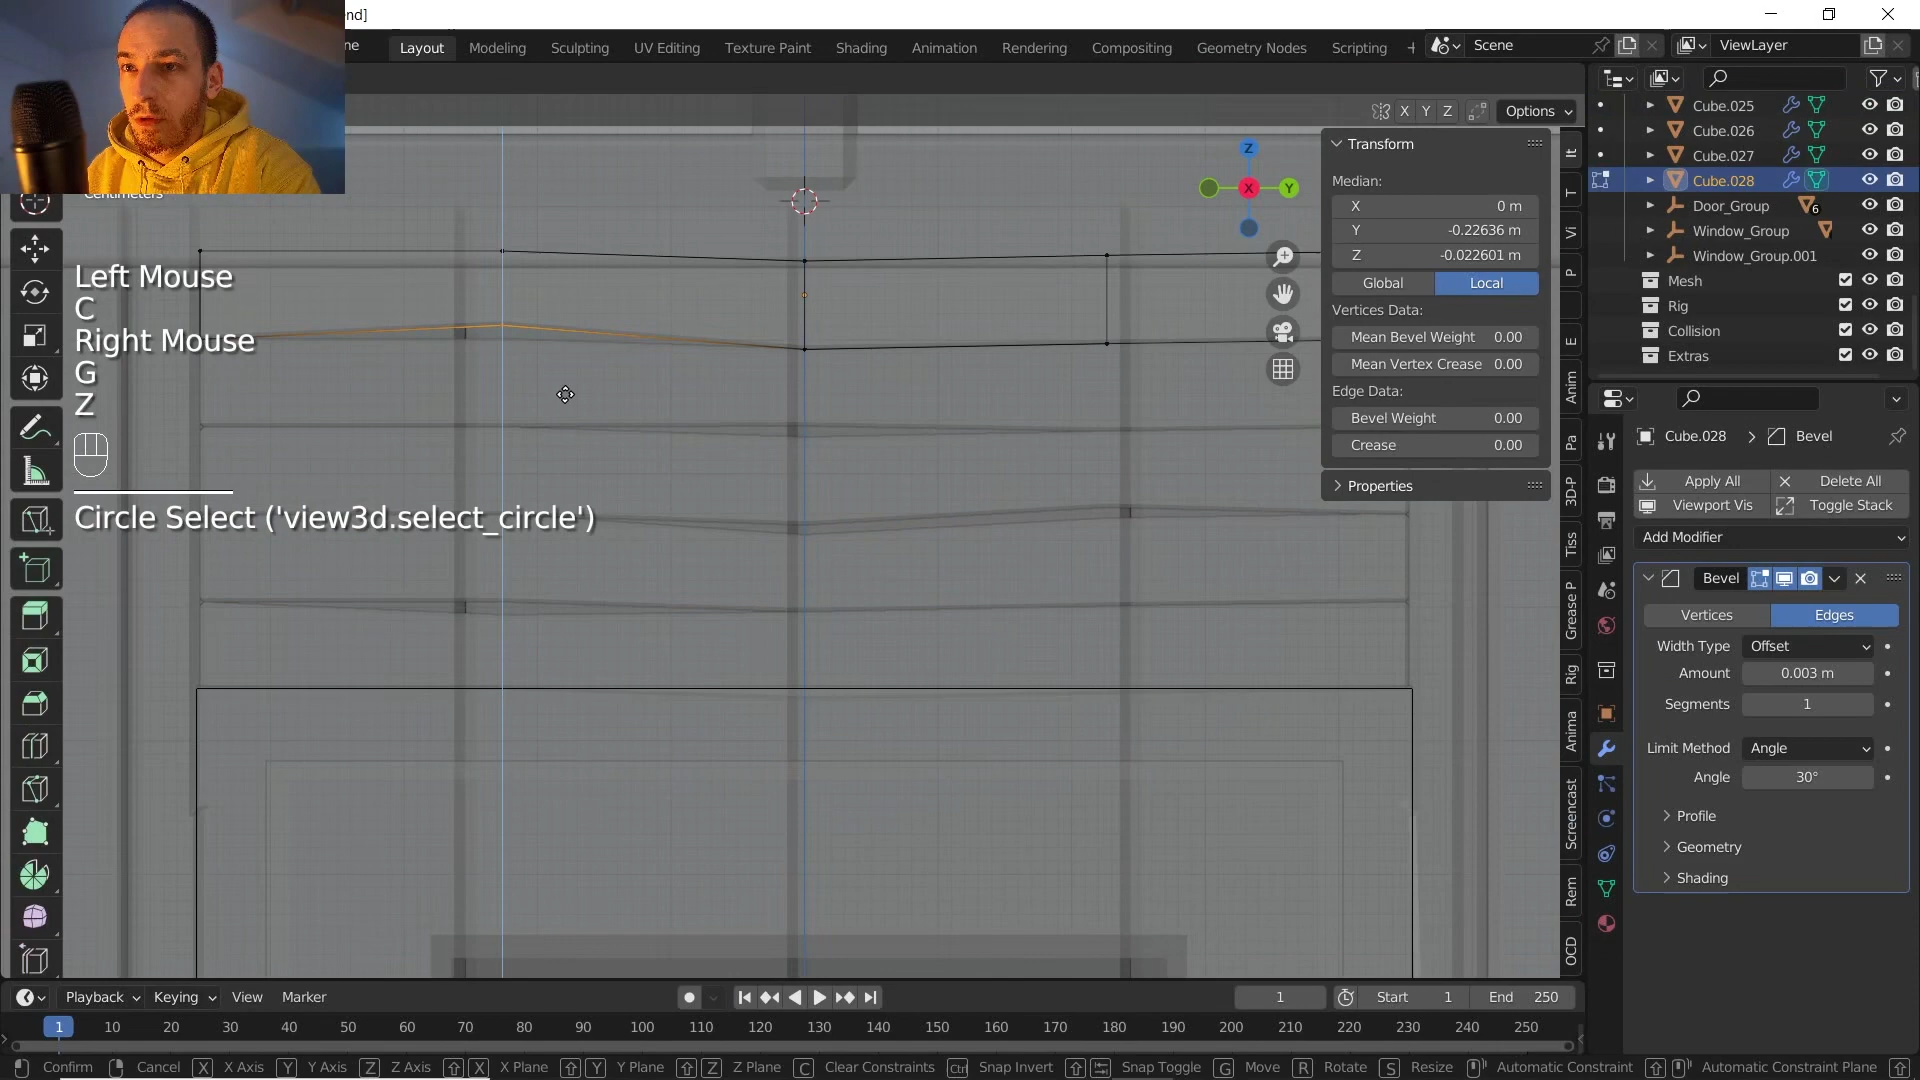 end]
ne
Layout
Modeling
Sculpting
UV Editing
Texture Paint
Shading
Animation
Rendering
Compositing
Geometry Nodes
Scripting
+
Scene
ViewLayer
X
Y
Z
Options
Centimeters
Left Mouse
C
Right Mouse
G
Z
Circle Select ('view3d.select_circle')
Z
X
Y
Transform
Median:
X 0 m
Y -0.22636 m
Z -0.022601 m
Global Local
Vertices Data:
Mean Bevel Weight 0.00
Mean Vertex Crease 0.00
Edge Data:
Bevel Weight 0.00
Crease 0.00
Properties
It
T
Vi
P
E
Anim
Pa
3D-P
Tiss
Grease P
Rig
Anima
Screencast
Rem
OCD
Cube.025
Cube.026
Cube.027
Cube.028
Door_Group 6
Window_Group
Window_Group.001
Mesh
Rig
Collision
Extras
Cube.028 > Bevel
Apply All
Delete All
Viewport Vis
Toggle Stack
Add Modifier
Bevel
Vertices Edges
Width Type Offset
Amount 0.003 m
Segments 1
Limit Method Angle
Angle 30°
Profile
Geometry
Shading
Playback
Keying
View
Marker
1
Start 1
End 250
1 10 20 30 40 50 60 70 80 90 100 110 120 130 140 150 160 170 180 190 200 210 220 230 240 250
Confirm
Cancel
X X Axis
Y Y Axis
Z Z Axis
X X Plane
Y Y Plane
Z Z Plane
C Clear Constraints
Ctrl Snap Invert
Snap Toggle
G Move
R Rotate
S Resize
Automatic Constraint
Automatic Constraint Plane